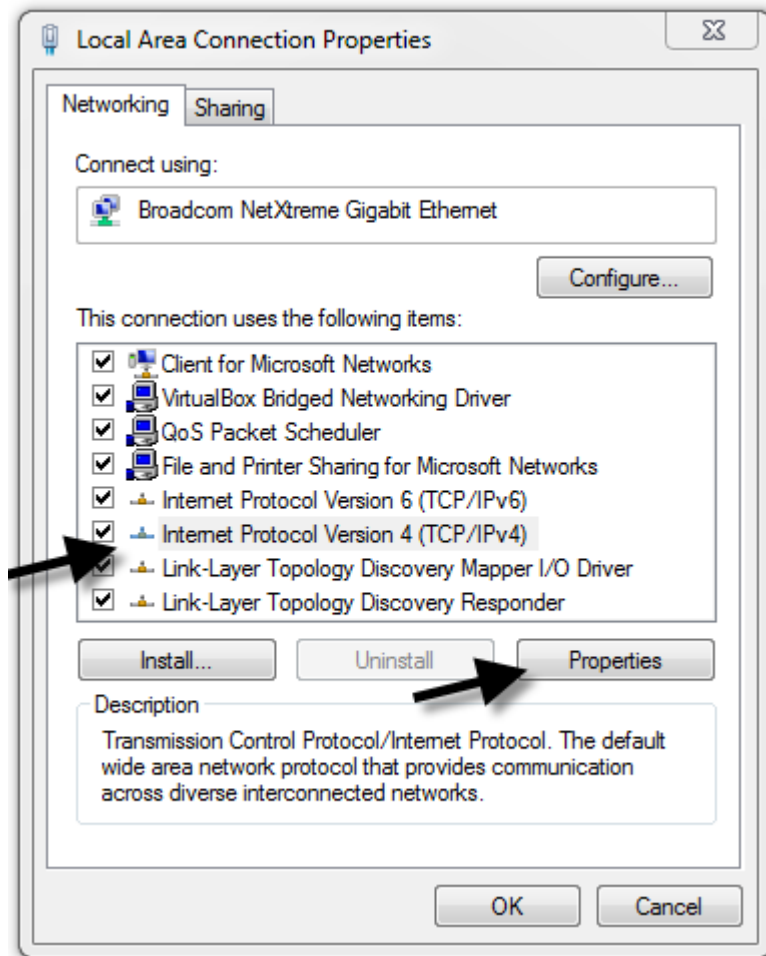 Local Area Connection Properties
Networking
Sharing
Connect using:
Broadcom NetXtreme Gigabit Ethernet
Configure...
This connection uses the following items:
Client for Microsoft Networks
VirtualBox Bridged Networking Driver
QoS Packet Scheduler
File and Printer Sharing for Microsoft Networks
Internet Protocol Version 6 (TCP/IPv6)
Internet Protocol Version 4 (TCP/IPv4)
Link-Layer Topology Discovery Mapper I/O Driver
Link-Layer Topology Discovery Responder
Install...
Uninstall
Properties
Description
Transmission Control Protocol/Internet Protocol. The default
wide area network protocol that provides communication
across diverse interconnected networks.
OK
Cancel